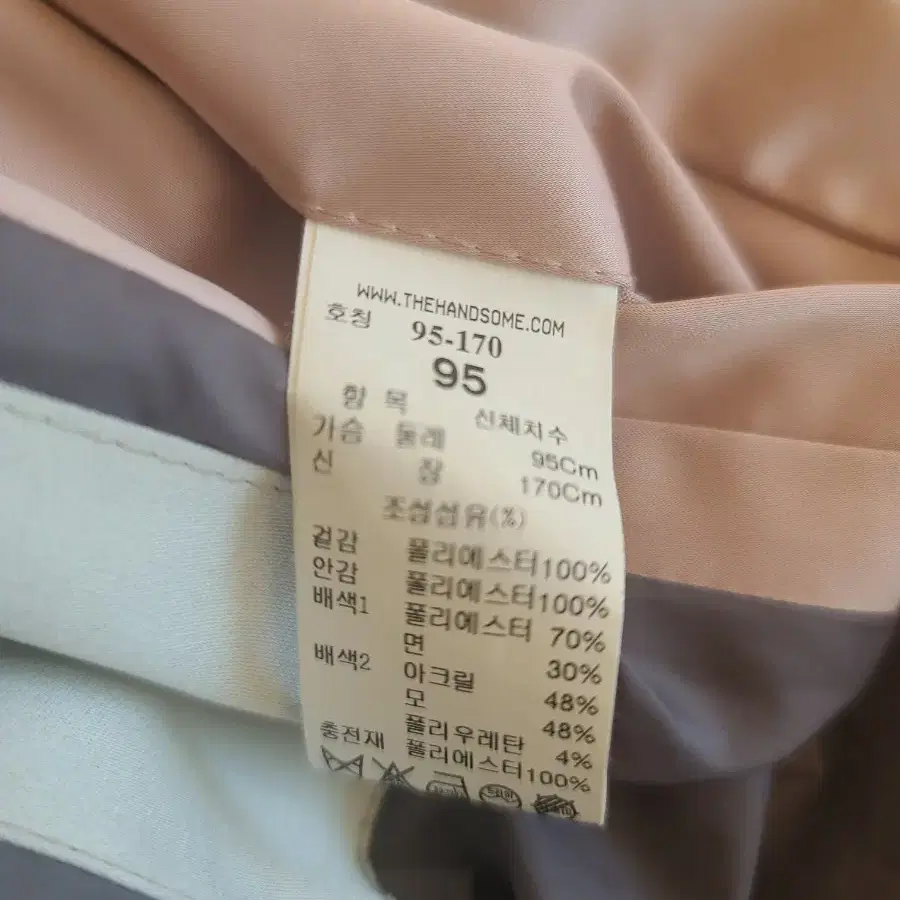 WWW.THEHANDSOME.COM
호칭 95-170
95
항 목 신체치수
가슴 둘레 95Cm
신 장 170Cm
조성섬유(%)
겉감 폴리에스터100%
안감 폴리에스터100%
배색1 폴리에스터 70%
면 30%
배색2 아크릴 48%
모 48%
폴리우레탄 4%
충전재 폴리에스터100%